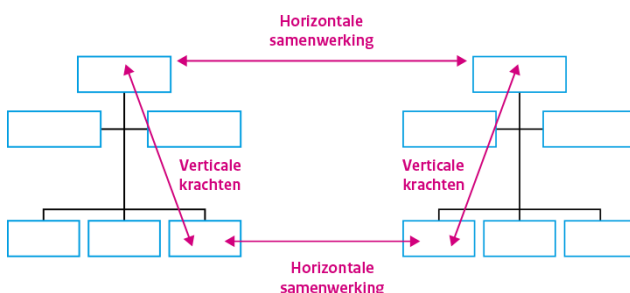 Horizontale
samenwerking
Verticale
krachten
Verticale
krachten
Horizontale
samenwerking